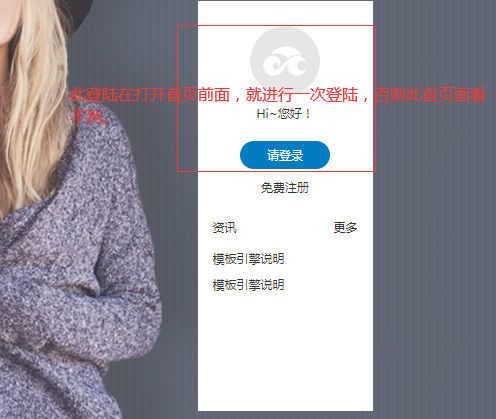 此登陆在打开首页前面，就进行一次登陆，否则此首页面看
不到。
Hi~您好！
请登录
免费注册
资讯 更多
模板引擎说明
模板引擎说明